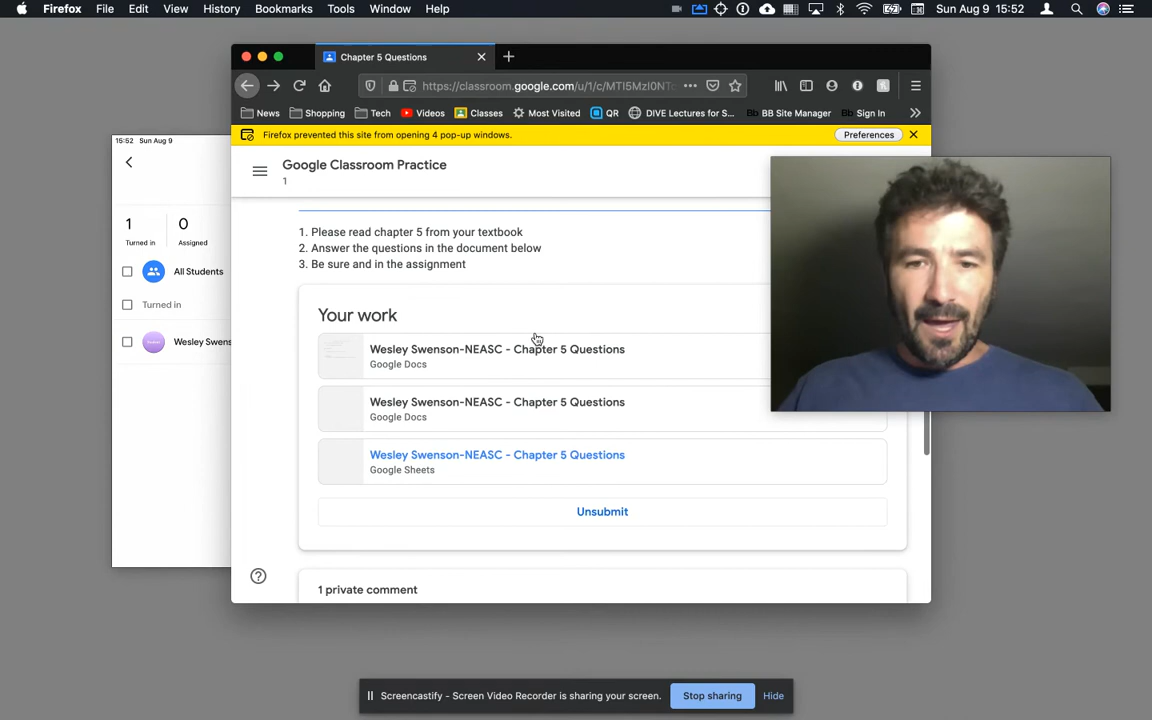 Firefox File Edit View History Bookmarks Tools Window Help Sun Aug 9 15:52
Chapter 5 Questions
https://classroom.google.com/u/1/c/MTI5MzI0NT
News Shopping Tech Videos Classes Most Visited QR DIVE Lectures for S... Bb BB Site Manager Bb Sign In
Firefox prevented this site from opening 4 pop-up windows. Preferences
15:52 Sun Aug 9
Google Classroom Practice
1
1 0
Turned in Assigned
All Students
Turned in
Wesley Swens
1. Please read chapter 5 from your textbook
2. Answer the questions in the document below
3. Be sure and in the assignment
Your work
Wesley Swenson-NEASC - Chapter 5 Questions
Google Docs
Wesley Swenson-NEASC - Chapter 5 Questions
Google Docs
Wesley Swenson-NEASC - Chapter 5 Questions
Google Sheets
Unsubmit
1 private comment
Screencastify - Screen Video Recorder is sharing your screen. Stop sharing Hide